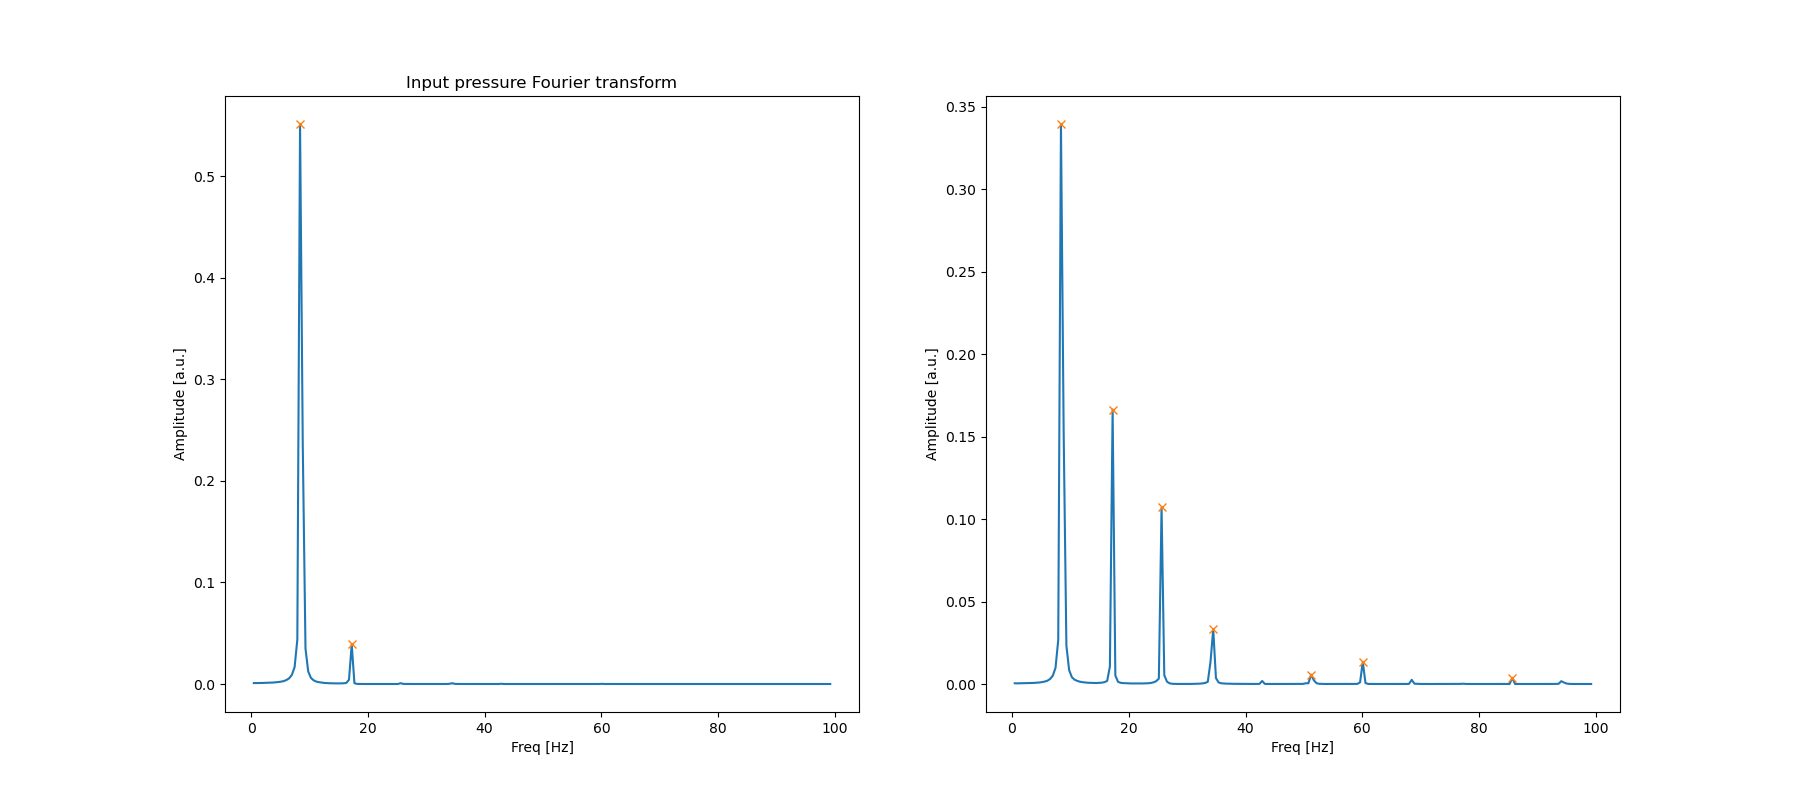 Input pressure Fourier transform
Amplitude [a.u.]
0.5
0.4
0.3
0.2
0.1
0.0
0 20 40 60 80 100
Freq [Hz]
Amplitude [a.u.]
0.35
0.30
0.25
0.20
0.15
0.10
0.05
0.00
0 20 40 60 80 100
Freq [Hz]